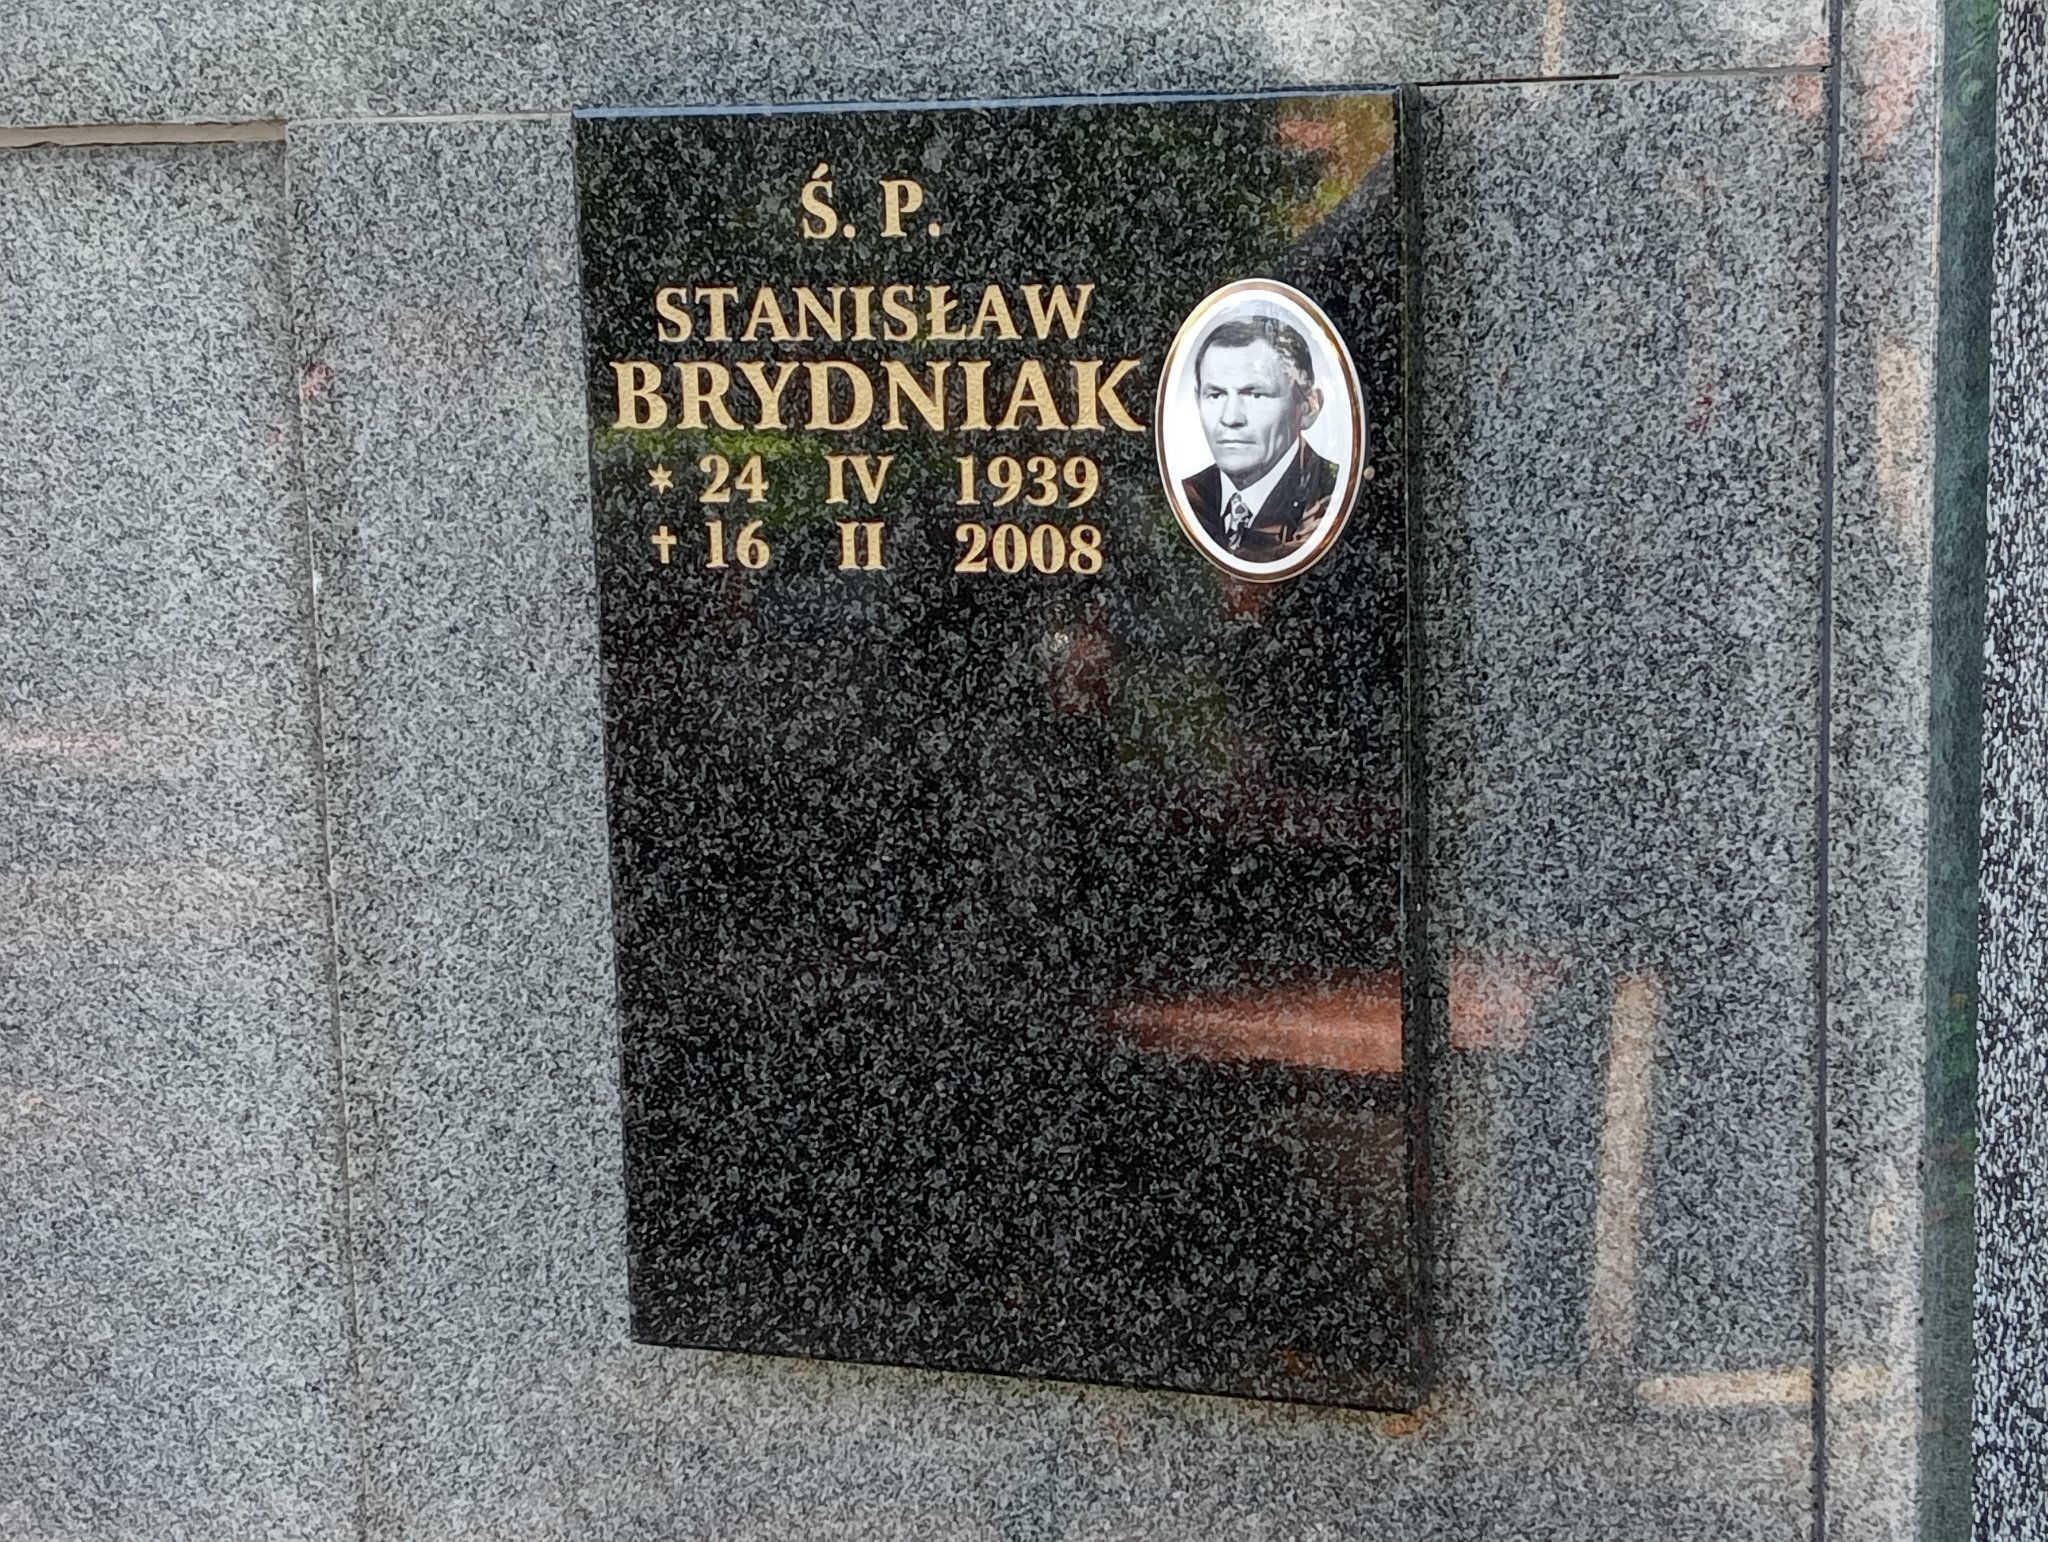 Ś. P.
STANISŁAW
BRYDNIAK
* 24 IV 1939
† 16 II 2008